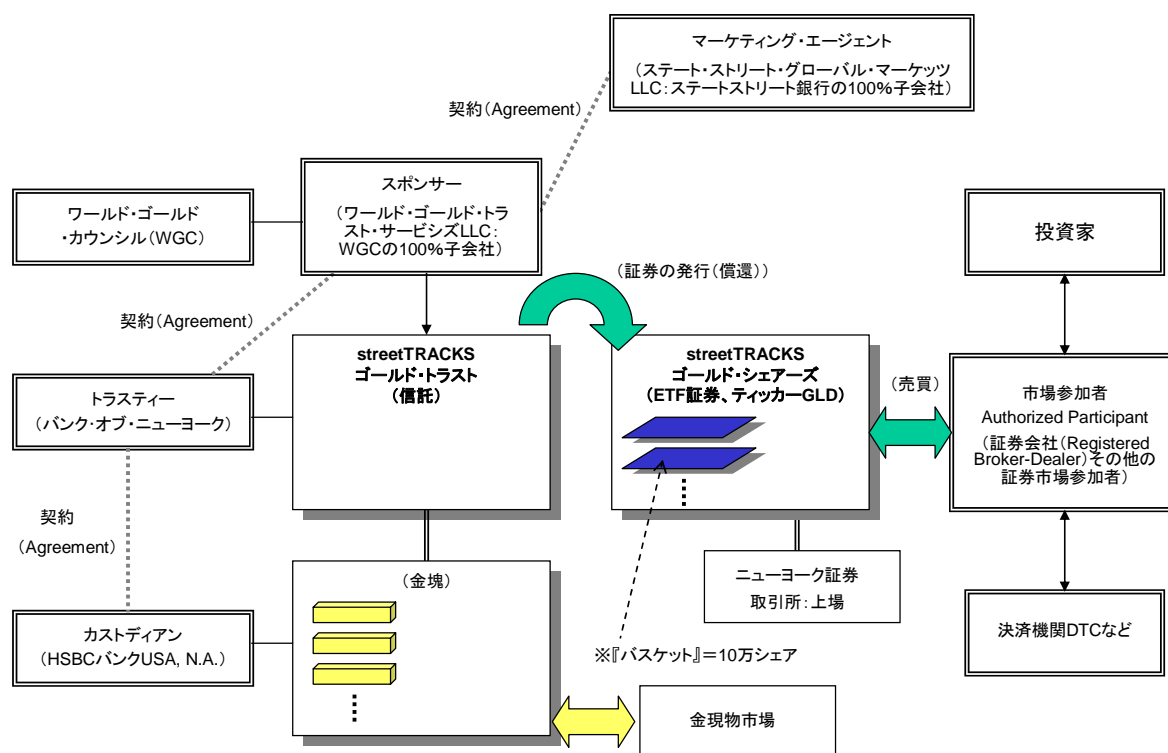 マーケティング・エージェント
（ステート・ストリート・グローバル・マーケッツ
LLC：ステートストリート銀行の100%子会社）
契約（Agreement）
スポンサー
（ワールド・ゴールド・トラ
スト・サービシズLLC：
WGCの100%子会社）
ワールド・ゴールド
・カウンシル（WGC）
投資家
（証券の発行（償還））
契約（Agreement）
streetTRACKS
ゴールド・トラスト
（信託）
streetTRACKS
ゴールド・シェアーズ
（ETF証券、ティッカーGLD）
（売買）
市場参加者
Authorized Participant
（証券会社（Registered
Broker-Dealer）その他の
証券市場参加者）
トラスティー
（バンク・オブ・ニューヨーク）
契約
（Agreement）
（金塊）
ニューヨーク証券
取引所：上場
カストディアン
（HSBCバンクUSA, N.A.）
※『バスケット』＝10万シェア
決済機関DTCなど
金現物市場